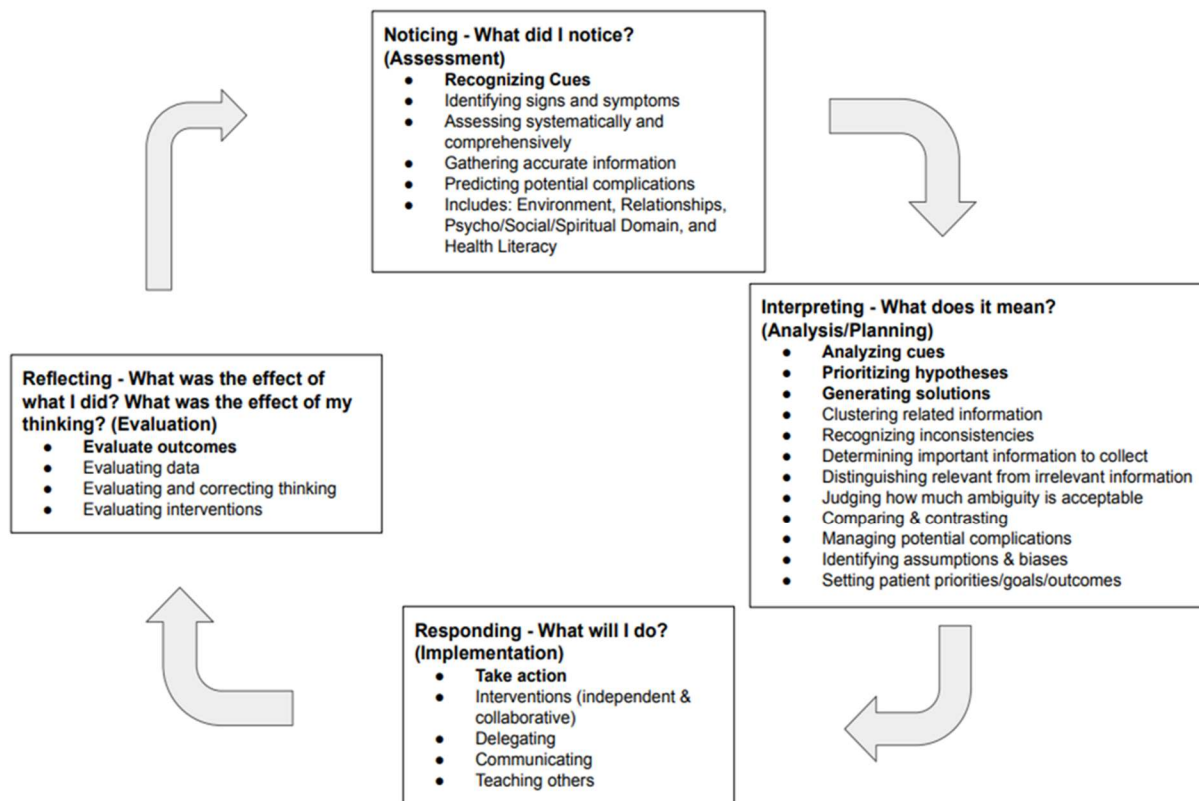 Noticing - What did I notice?
(Assessment)
● Recognizing Cues
● Identifying signs and symptoms
● Assessing systematically and
comprehensively
● Gathering accurate information
● Predicting potential complications
● Includes: Environment, Relationships,
Psycho/Social/Spiritual Domain, and
Health Literacy
Interpreting - What does it mean?
(Analysis/Planning)
● Analyzing cues
● Prioritizing hypotheses
● Generating solutions
● Clustering related information
● Recognizing inconsistencies
● Determining important information to collect
● Distinguishing relevant from irrelevant information
● Judging how much ambiguity is acceptable
● Comparing & contrasting
● Managing potential complications
● Identifying assumptions & biases
● Setting patient priorities/goals/outcomes
Responding - What will I do?
(Implementation)
● Take action
● Interventions (independent &
collaborative)
● Delegating
● Communicating
● Teaching others
Reflecting - What was the effect of
what I did? What was the effect of my
thinking? (Evaluation)
● Evaluate outcomes
● Evaluating data
● Evaluating and correcting thinking
● Evaluating interventions